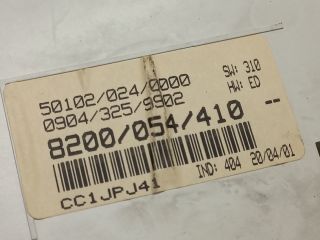 50102/024/0000
SW: 310
0904/325/9902
HW: ED
8200/054/410 --
CC1JPJ41
IND: 404 20/04/01